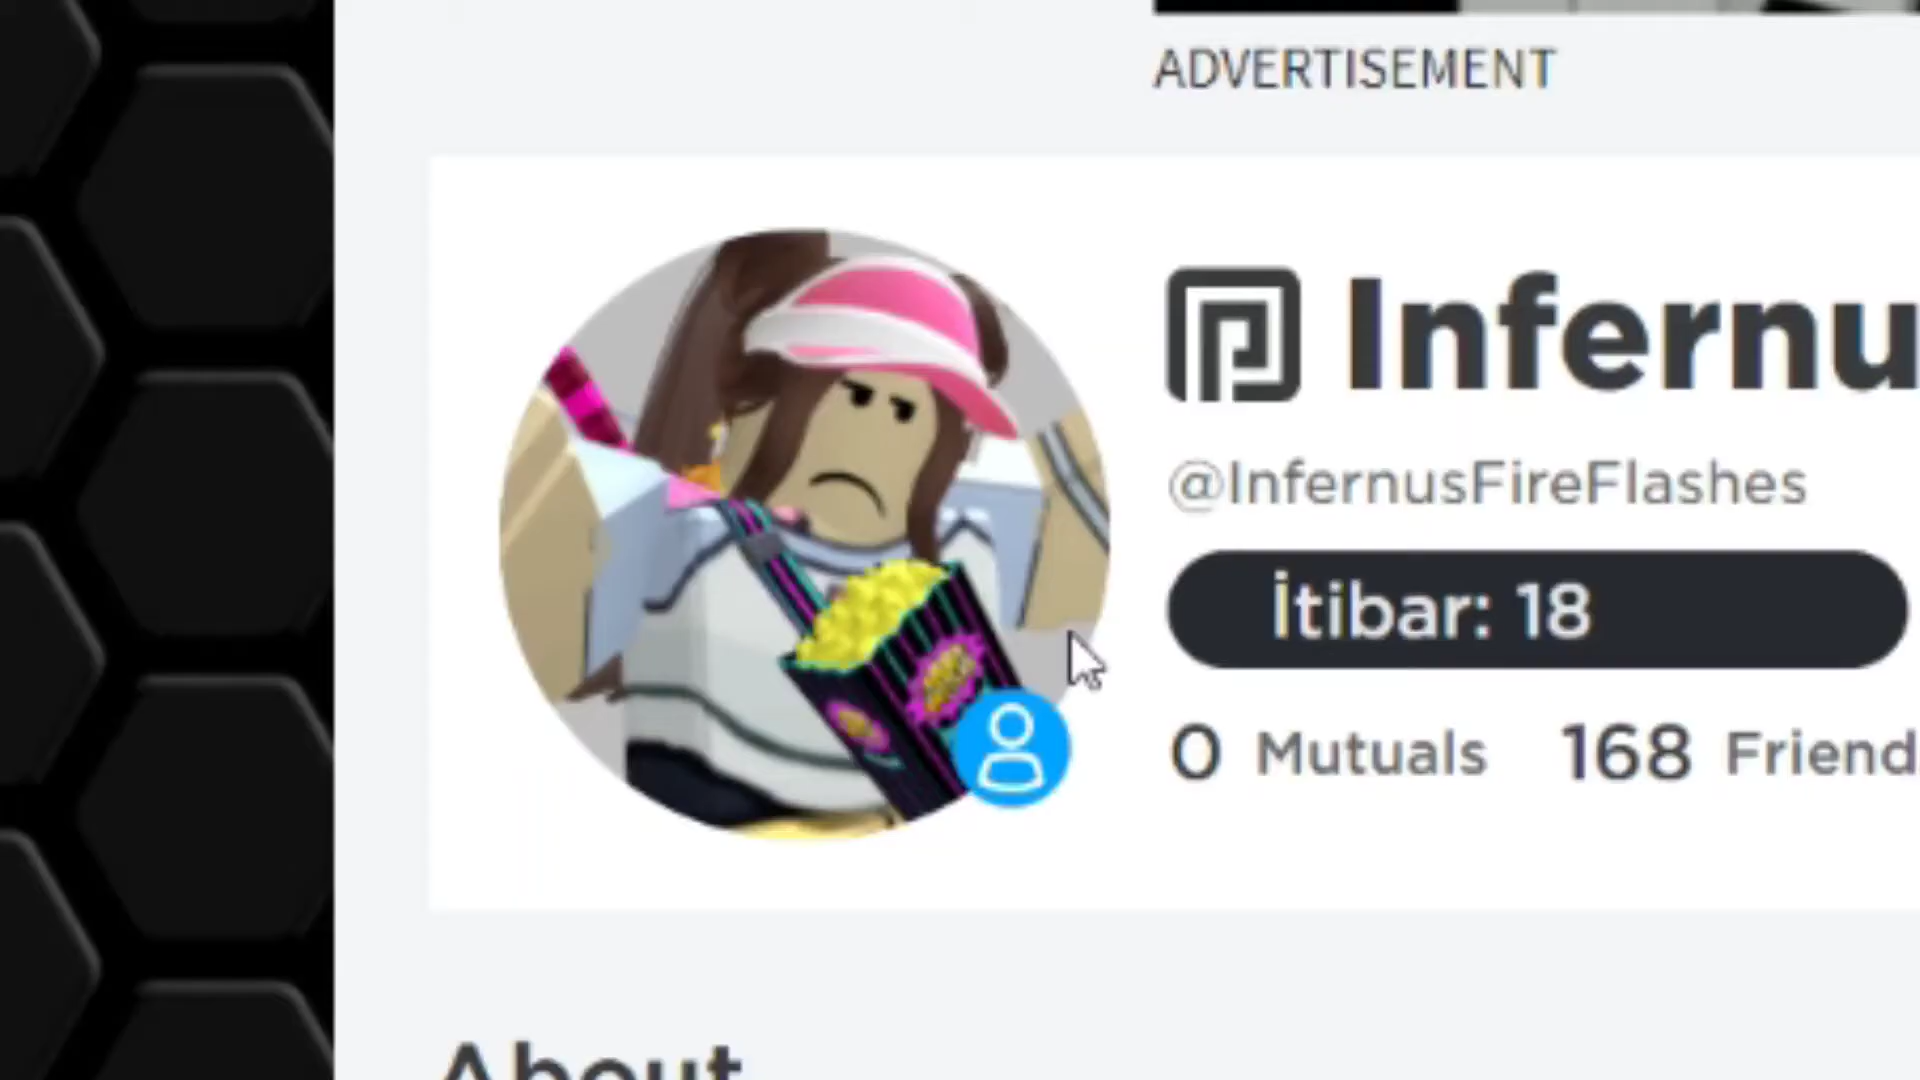 ADVERTISEMENT
Infernu
@InfernusFireFlashes
İtibar: 18
0 Mutuals 168 Friend
About